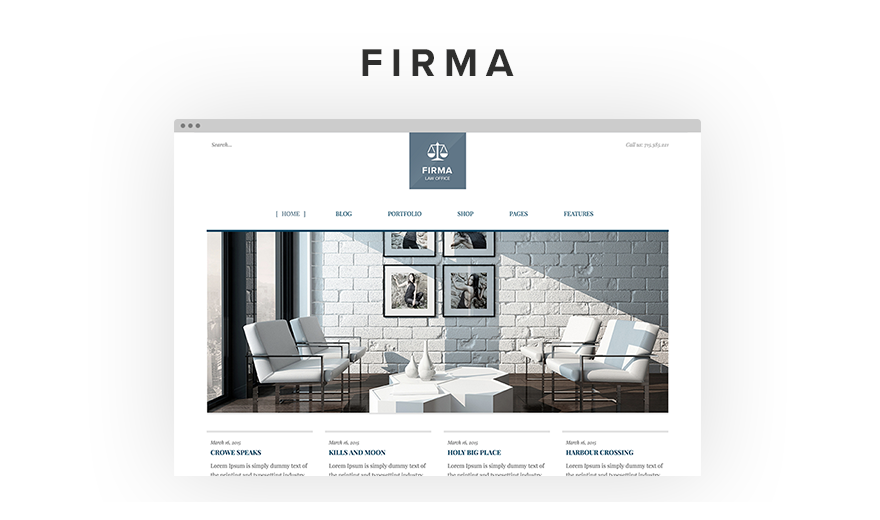 FIRMA
Search...
FIRMA
LAW OFFICE
Call us: 715.583.221
[ HOME ]
BLOG
PORTFOLIO
SHOP
PAGES
FEATURES
March 16, 2015
CROWE SPEAKS
Lorem Ipsum is simply dummy text of
the printing and typesetting industry.
March 16, 2015
KILLS AND MOON
Lorem Ipsum is simply dummy text of
the printing and typesetting industry.
March 16, 2015
HOLY BIG PLACE
Lorem Ipsum is simply dummy text of
the printing and typesetting industry.
March 16, 2015
HARBOUR CROSSING
Lorem Ipsum is simply dummy text of
the printing and typesetting industry.